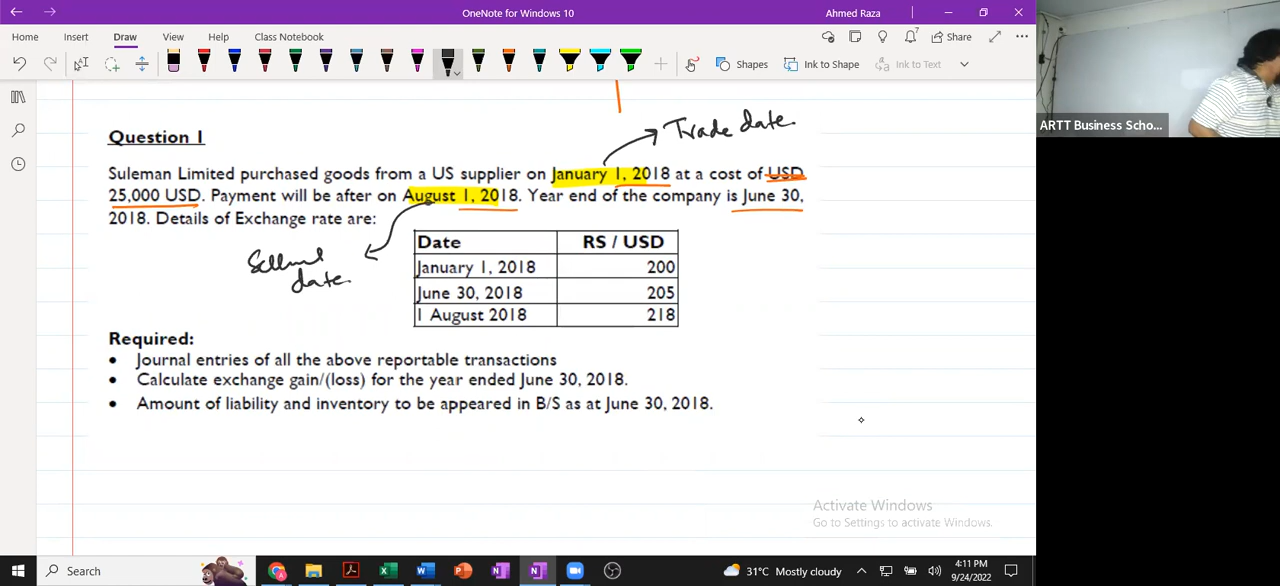 OneNote for Windows 10
Ahmed Raza
Home Insert Draw View Help Class Notebook
Share
Shapes
Ink to Shape
Ink to Text
ARTT Business Scho...
Question 1
Trade date
Suleman Limited purchased goods from a US supplier on January 1, 2018 at a cost of USD
25,000 USD. Payment will be after on August 1, 2018. Year end of the company is June 30,
2018. Details of Exchange rate are:
date
Date RS / USD
January 1, 2018 200
June 30, 2018 205
1 August 2018 218
Required:
• Journal entries of all the above reportable transactions
• Calculate exchange gain/(loss) for the year ended June 30, 2018.
• Amount of liability and inventory to be appeared in B/S as at June 30, 2018.
Activate Windows
Go to Settings to activate Windows.
Search
31°C Mostly cloudy
4:11 PM
9/24/2022